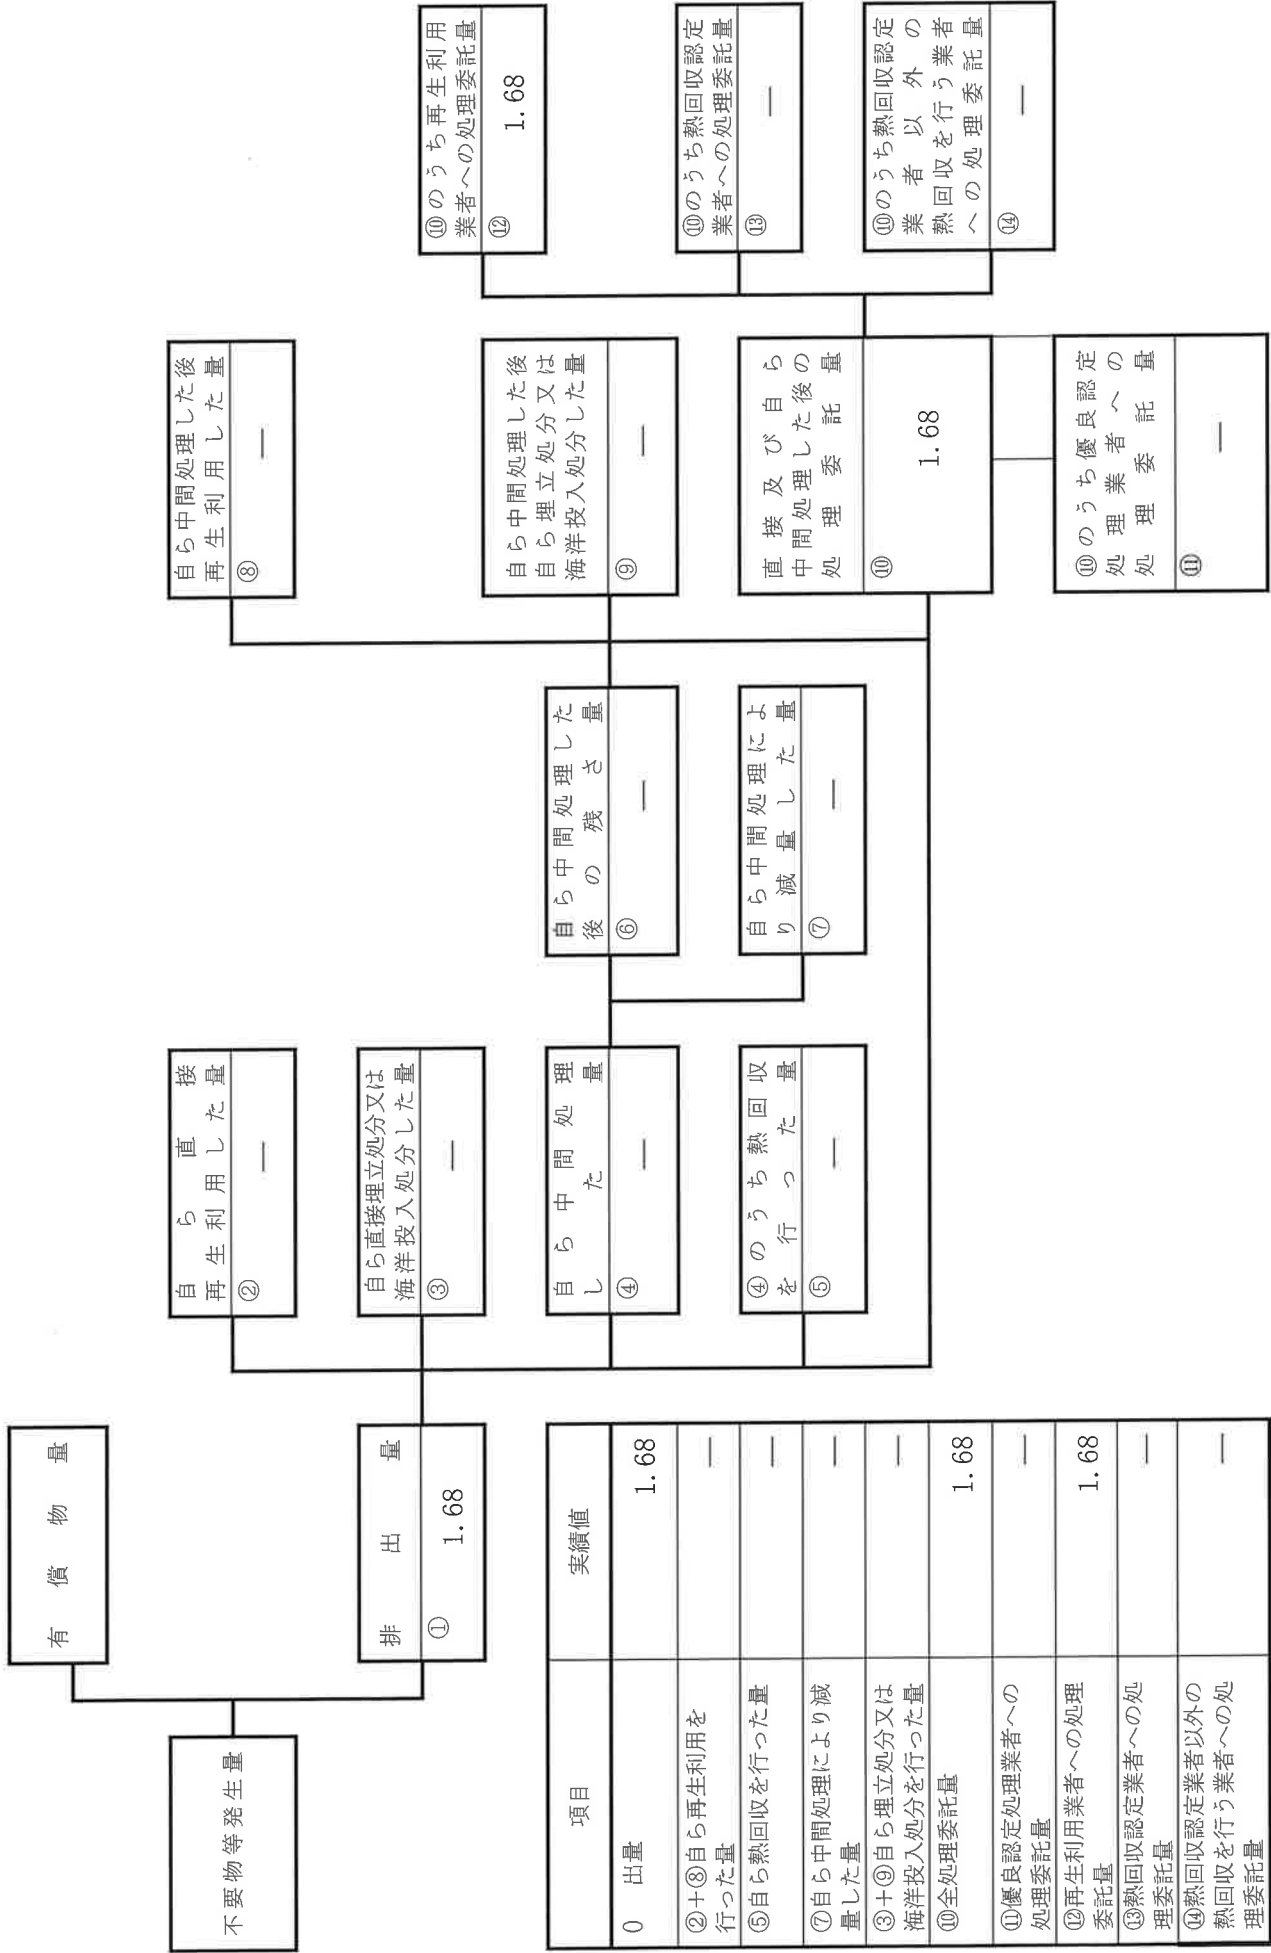 不要物等発生量
有償物量
排出量
① 1.68
自ら直接
再生利用した量
② ―
自ら直接埋立処分又は
海洋投入処分した量
③ ―
自ら中間処理
した量
④ ―
④のうち熱回収
を行った量
⑤ ―
自ら中間処理した
後の残さ量
⑥ ―
自ら中間処理によ
り減量した量
⑦ ―
自ら中間処理した後
再生利用した量
⑧ ―
自ら中間処理した後
自ら埋立処分又は
海洋投入処分した量
⑨ ―
直接及び自ら
中間処理した後の
処理委託量
⑩ 1.68
⑩のうち優良認定
処理業者への
処理委託量
⑪ ―
⑩のうち再生利用
業者への処理委託量
⑫ 1.68
⑩のうち熱回収認定
業者への処理委託量
⑬ ―
⑩のうち熱回収認定
業者以外の
熱回収を行う業者
への処理委託量
⑭ ―
項目 実績値
0 出量 1.68
②+⑧自ら再生利用を
行った量 ―
⑤自ら熱回収を行った量 ―
⑦自ら中間処理により減
量した量 ―
③+⑨自ら埋立処分又は
海洋投入処分を行った量 ―
⑩全処理委託量 1.68
⑪優良認定処理業者への
処理委託量 ―
⑫再生利用業者への処理
委託量 1.68
⑬熱回収認定業者への処
理委託量 ―
⑭熱回収認定業者以外の
熱回収を行う業者への処
理委託量 ―